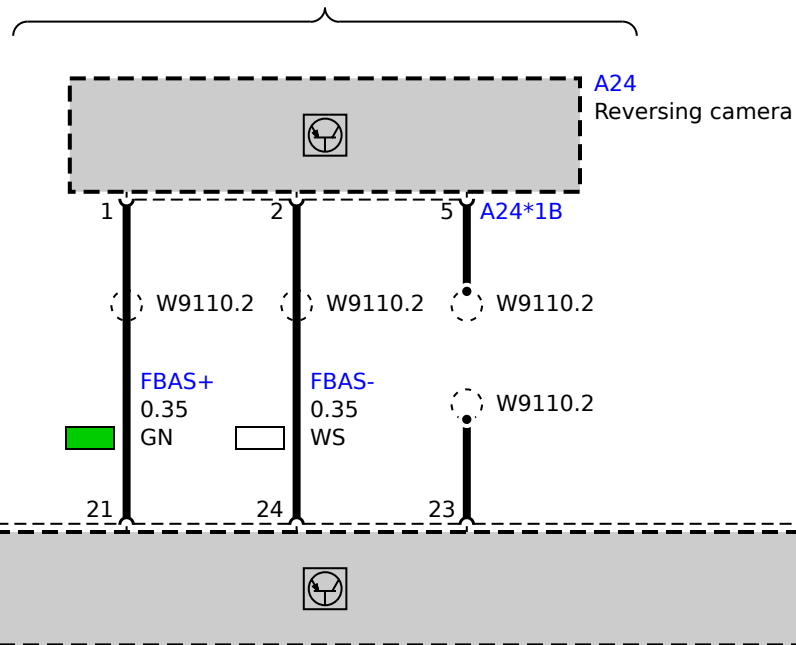 A24
Reversing camera
1
2
5
A24*1B
W9110.2
W9110.2
W9110.2
FBAS+
0.35
GN
FBAS-
0.35
WS
W9110.2
21
24
23